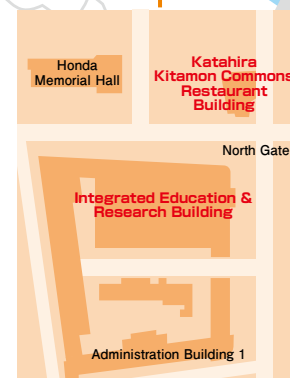 Honda
Memorial Hall
Katahira
Kitamon Commons
Restaurant
Building
North Gate
Integrated Education &
Research Building
Administration Building 1